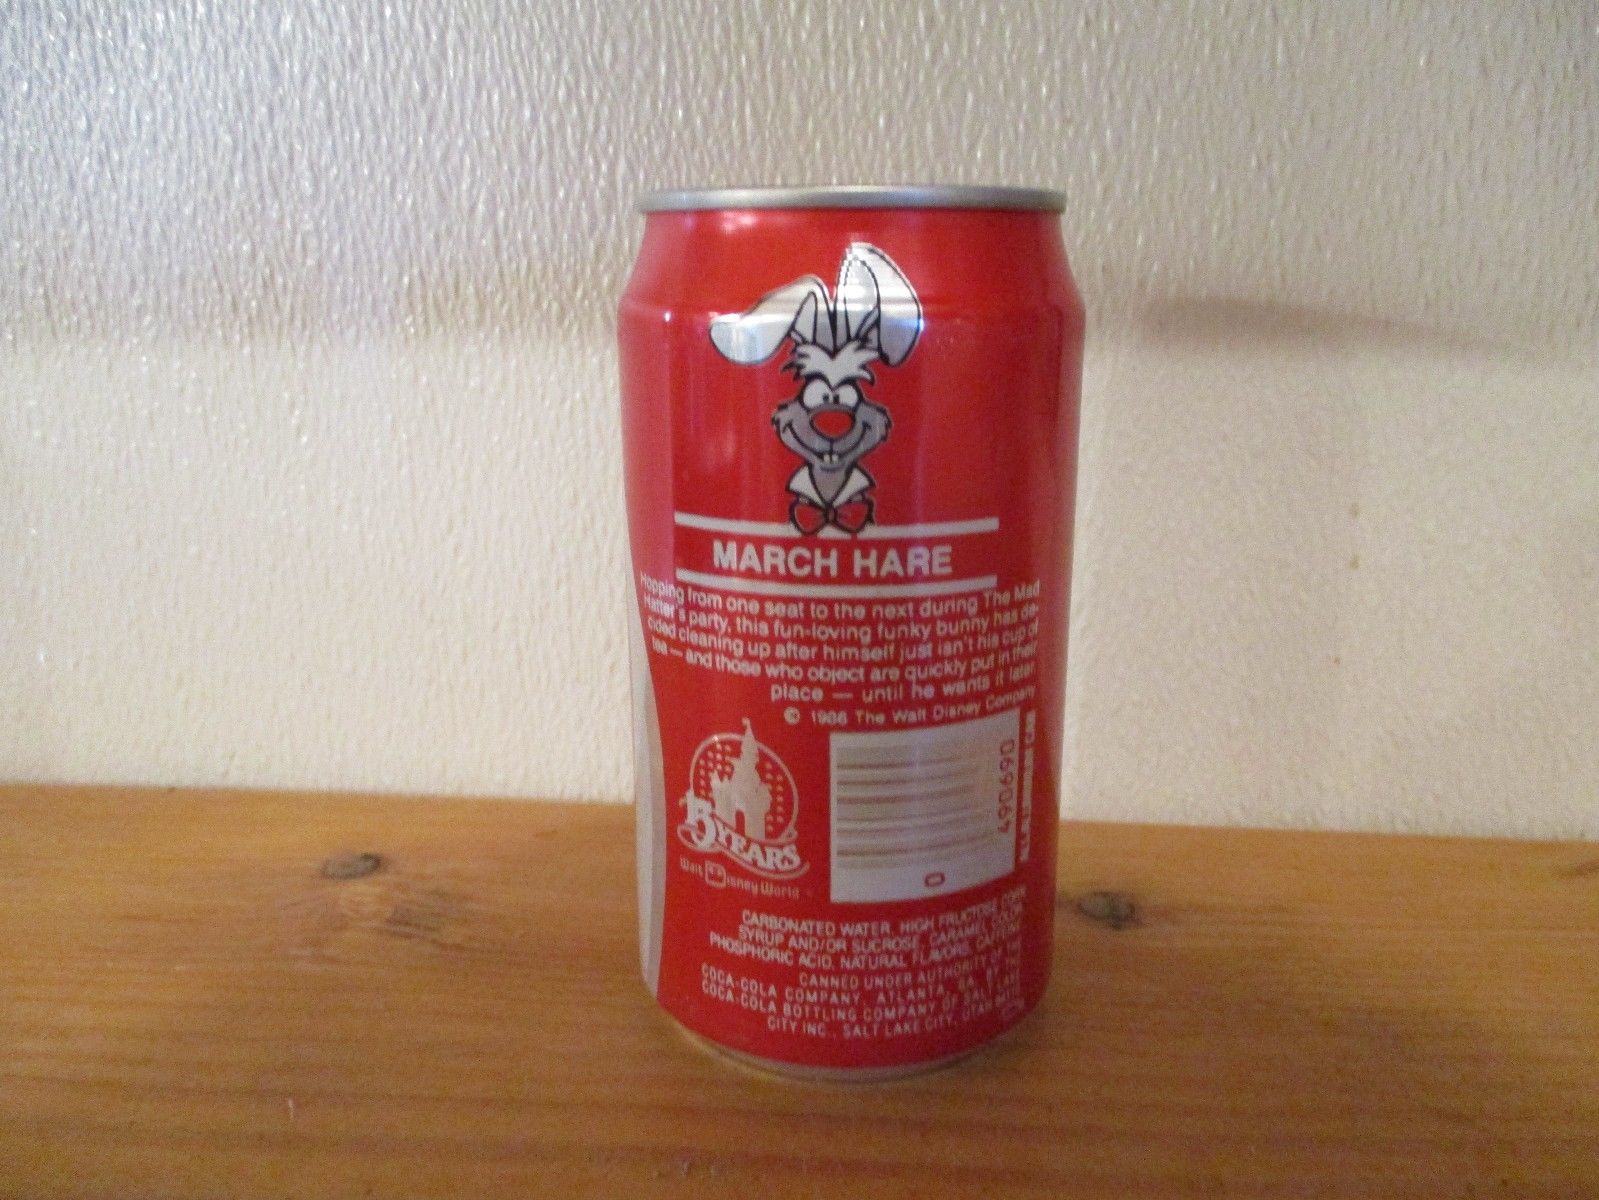 MARCH HARE
Hopping from one seat to the next during The Mad
Hatter's party, this fun-loving funky bunny has de-
cided cleaning up after himself just isn't his cup of
tea — and those who object are quickly put in their
place — until he wants it later.
© 1986 The Walt Disney Company
15 YEARS
Walt Disney World
490690
0
CARBONATED WATER, HIGH FRUCTOSE CORN
SYRUP AND/OR SUCROSE, CARAMEL COLOR,
PHOSPHORIC ACID, NATURAL FLAVORS, CAFFEINE
CANNED UNDER AUTHORITY OF THE
COCA-COLA COMPANY, ATLANTA, GA. BY THE
COCA-COLA BOTTLING COMPANY OF SALT LAKE
CITY INC., SALT LAKE CITY, UTAH